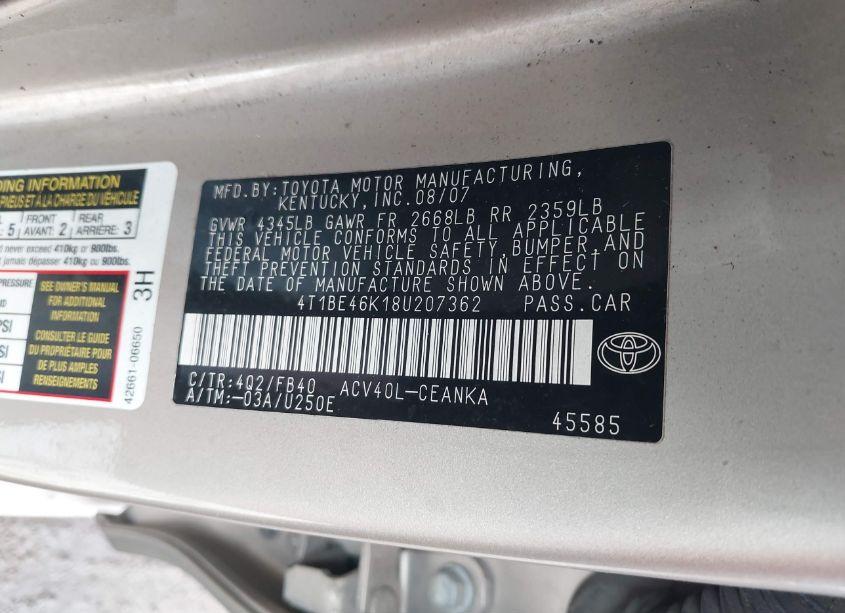 DING INFORMATION
PNEUS ET À LA CHARGE DU VÉHICULE
5 FRONT AVANT: 2 REAR ARRIÈRE: 3
d never exceed 410kg or 900lbs.
t jamais dépasser 410kg ou 900lbs.
PRESSURE
SEE OWNER'S MANUAL
FOR ADDITIONAL
INFORMATION
PSI
CONSULTER LE GUIDE
DU PROPRIÉTAIRE POUR
DE PLUS AMPLES
RENSEIGNEMENTS
PSI
3H
42661-06650
MFD.BY:TOYOTA MOTOR MANUFACTURING,
KENTUCKY, INC.08/07
GVWR 4345LB GAWR FR 2668LB RR 2359LB
THIS VEHICLE CONFORMS TO ALL APPLICABLE
FEDERAL MOTOR VEHICLE SAFETY, BUMPER, AND
THEFT PREVENTION STANDARDS IN EFFECT ON
THE DATE OF MANUFACTURE SHOWN ABOVE.
4T1BE46K18U207362 PASS.CAR
C/TR:4Q2/FB40 ACV40L-CEANKA
A/TM:-03A/U250E
45585